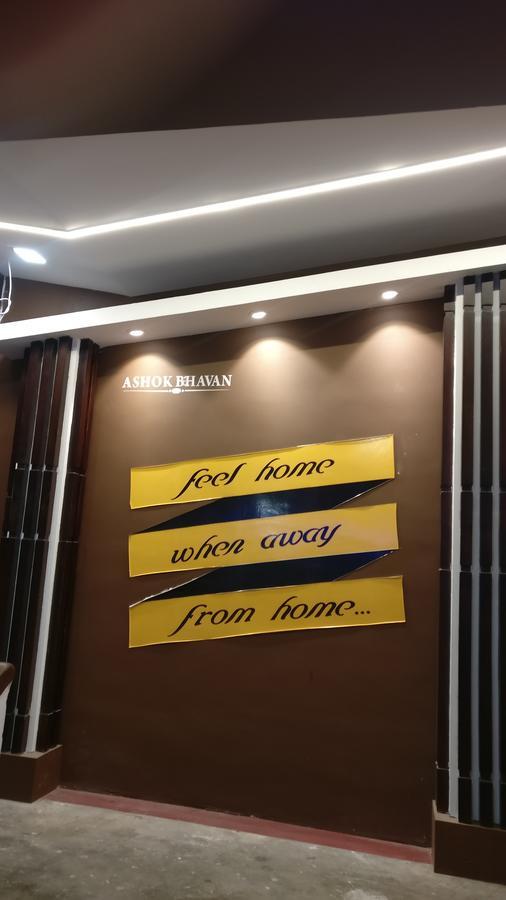 ASHOK BHAVAN
feel home
when away
from home...